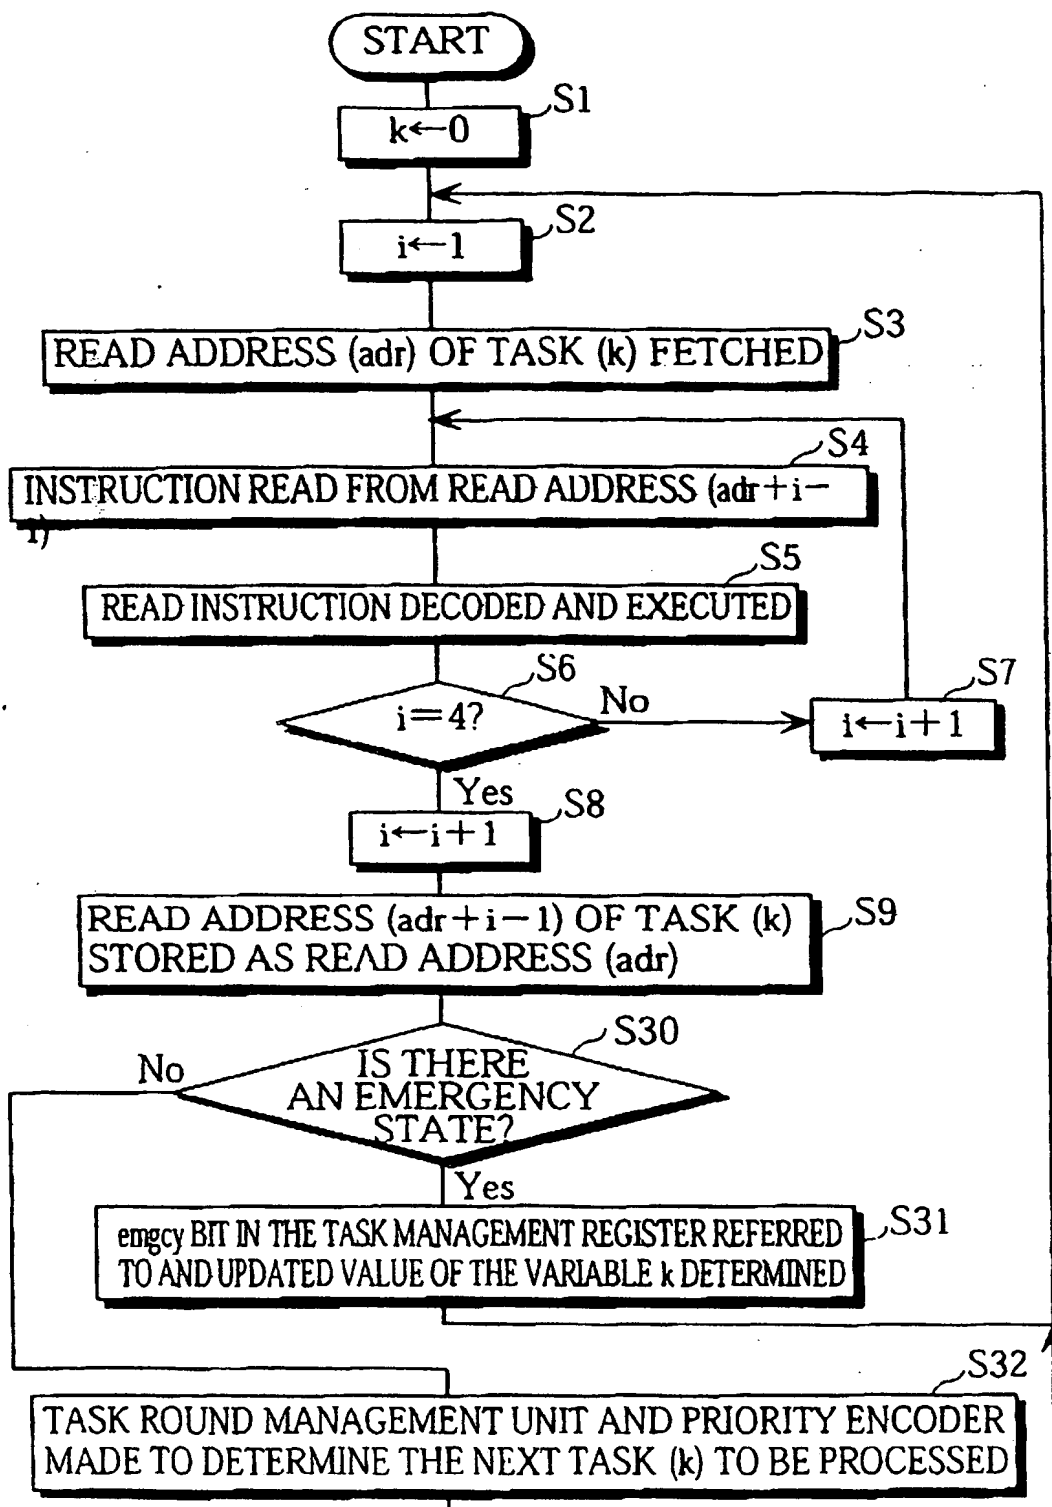 START
S1
k←0
S2
i←1
S3
READ ADDRESS (adr) OF TASK (k) FETCHED
S4
INSTRUCTION READ FROM READ ADDRESS (adr+i−
1)
S5
READ INSTRUCTION DECODED AND EXECUTED
S6
i=4?
No
S7
i←i+1
Yes
S8
i←i+1
S9
READ ADDRESS (adr+i−1) OF TASK (k)
STORED AS READ ADDRESS (adr)
S30
No
IS THERE
AN EMERGENCY
STATE?
Yes
S31
emgcy BIT IN THE TASK MANAGEMENT REGISTER REFERRED
TO AND UPDATED VALUE OF THE VARIABLE k DETERMINED
S32
TASK ROUND MANAGEMENT UNIT AND PRIORITY ENCODER
MADE TO DETERMINE THE NEXT TASK (k) TO BE PROCESSED